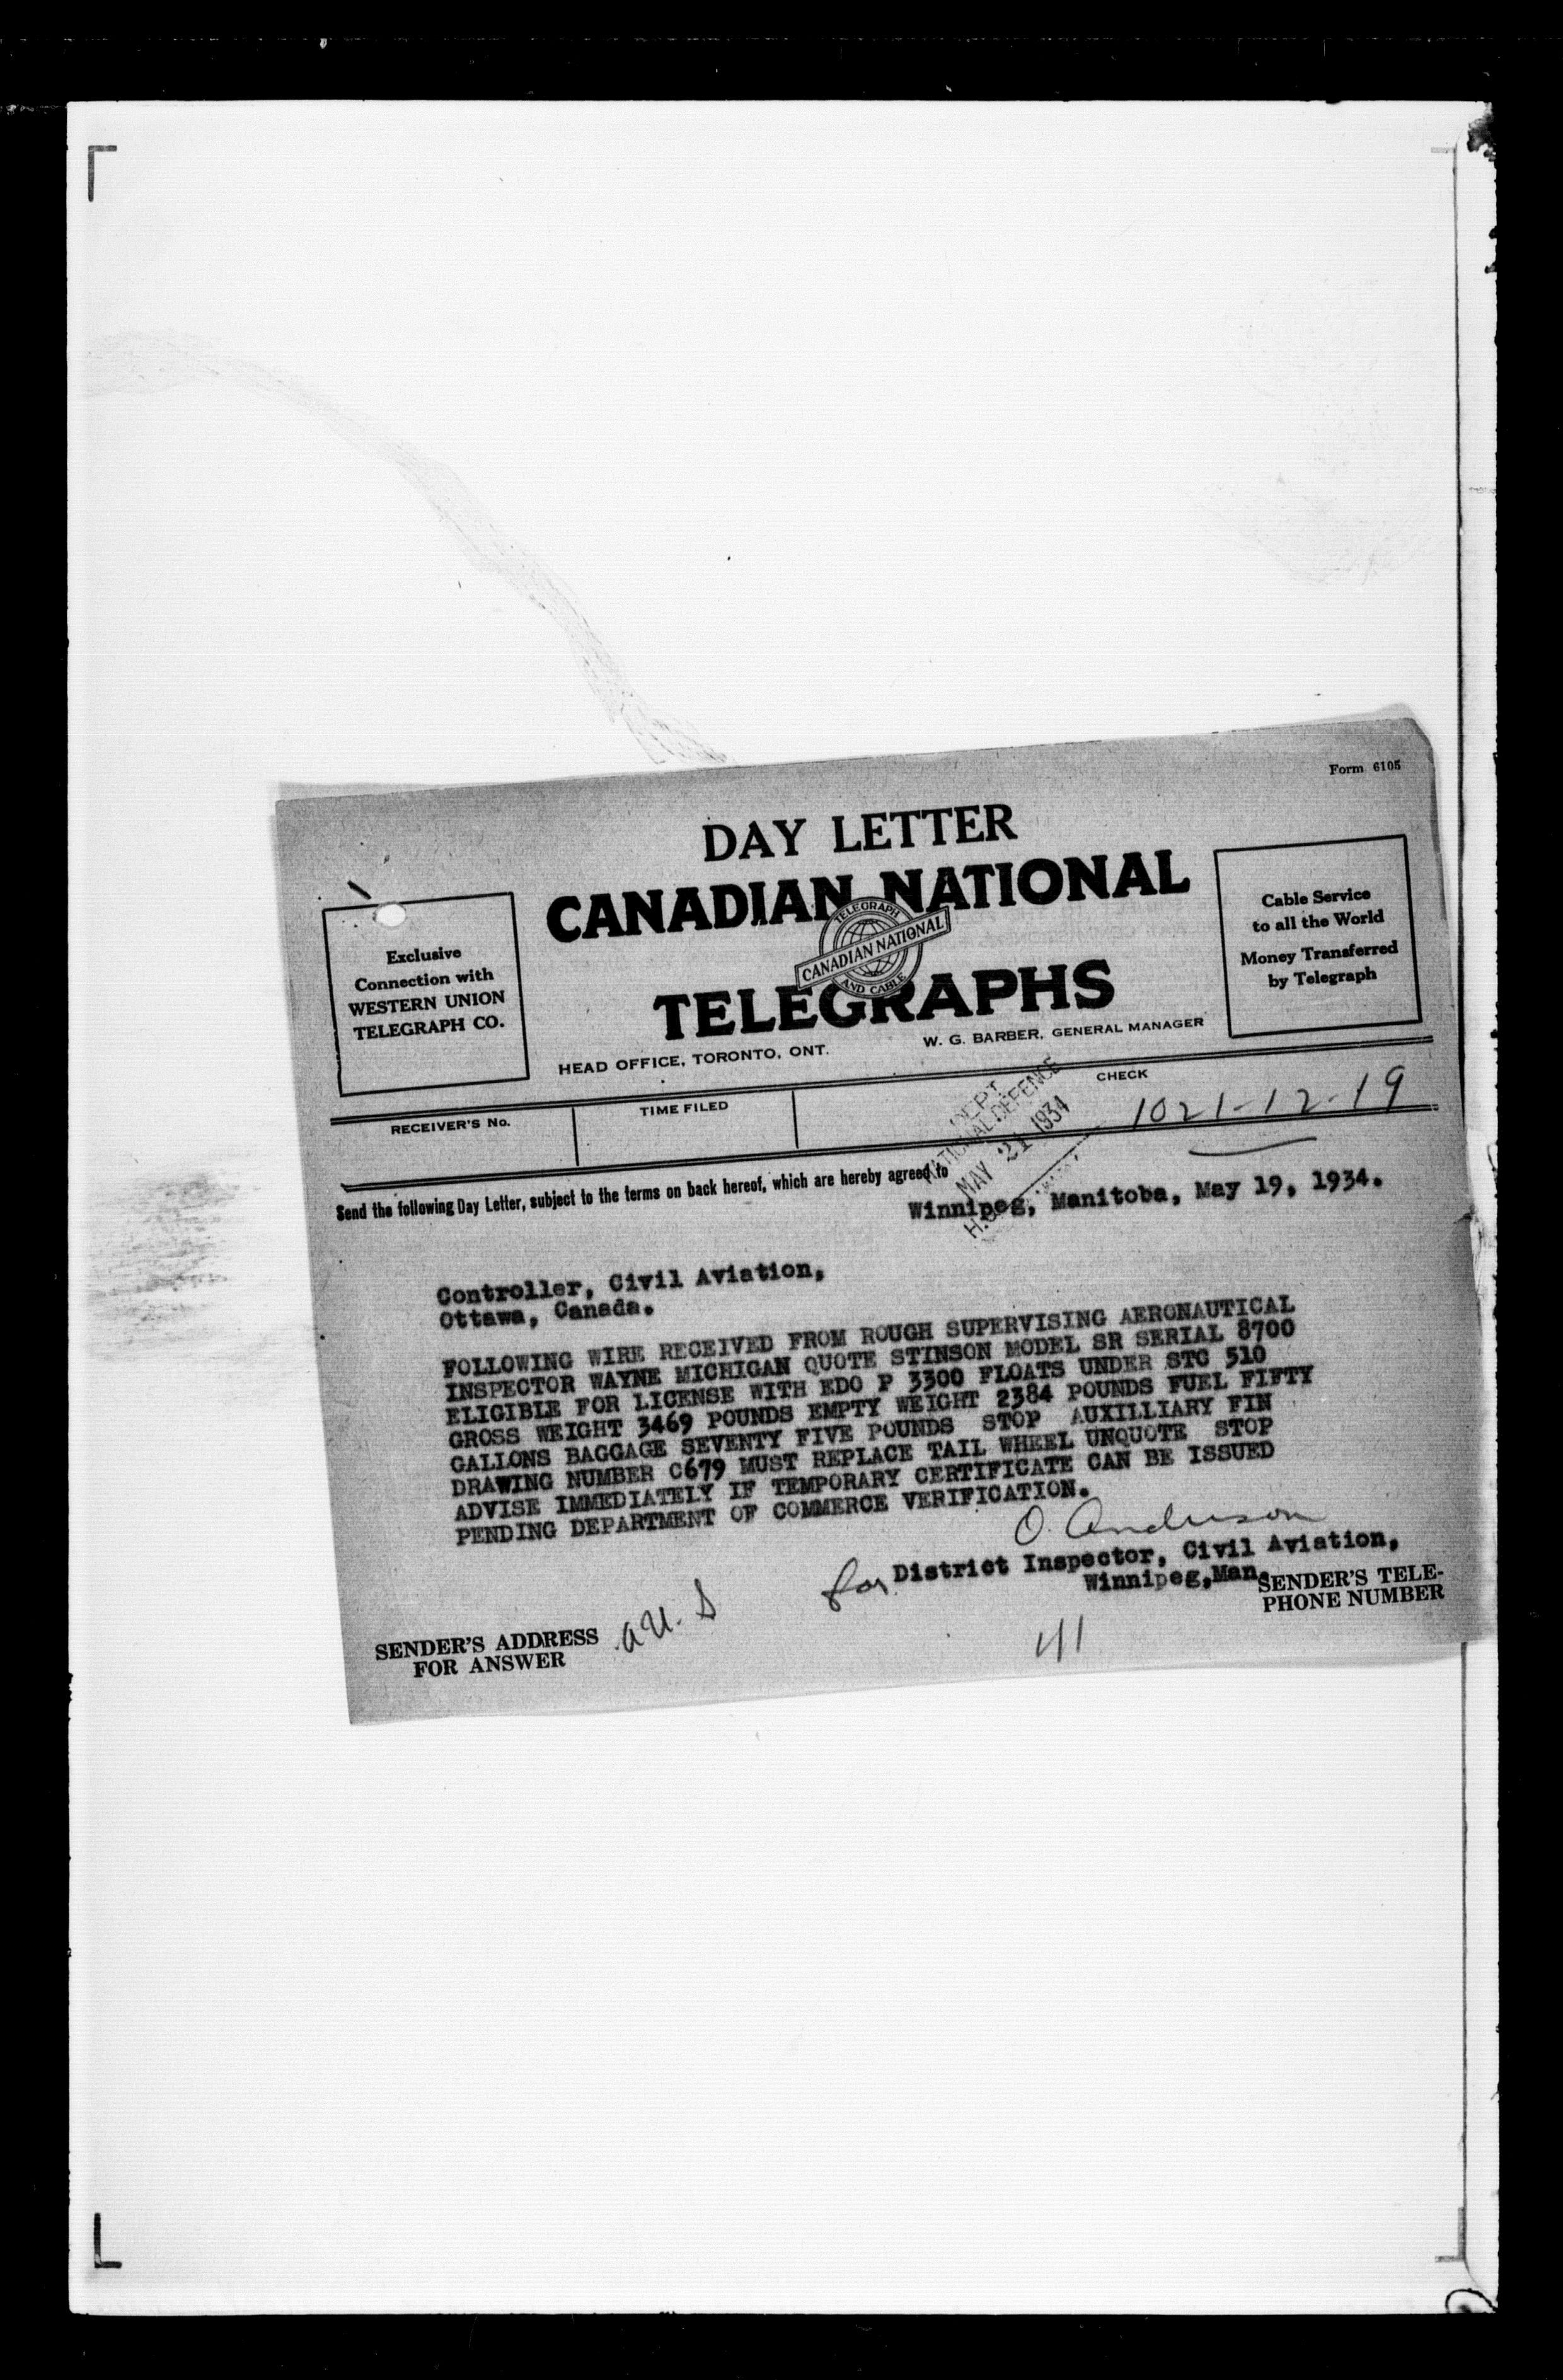 Form 6105
DAY LETTER
CANADIAN NATIONAL
TELEGRAPH
CANADIAN NATIONAL
AND CABLE
TELEGRAPHS
Exclusive
Connection with
WESTERN UNION
TELEGRAPH CO.
Cable Service
to all the World
Money Transferred
by Telegraph
HEAD OFFICE, TORONTO, ONT.
W. G. BARBER, GENERAL MANAGER
RECEIVER'S No.
TIME FILED
CHECK
1021-12-19
DEPT
NATIONAL DEFENCE
MAY 21 1934
Send the following Day Letter, subject to the terms on back hereof, which are hereby agreed to
Winnipeg, Manitoba, May 19, 1934.
Controller, Civil Aviation,
Ottawa, Canada.
FOLLOWING WIRE RECEIVED FROM ROUGH SUPERVISING AERONAUTICAL
INSPECTOR WAYNE MICHIGAN QUOTE STINSON MODEL SR SERIAL 8700
ELIGIBLE FOR LICENSE WITH EDO P 3300 FLOATS UNDER STC 510
GROSS WEIGHT 3469 POUNDS EMPTY WEIGHT 2384 POUNDS FUEL FIFTY
GALLONS BAGGAGE SEVENTY FIVE POUNDS STOP AUXILLIARY FIN
DRAWING NUMBER C679 MUST REPLACE TAIL WHEEL UNQUOTE STOP
ADVISE IMMEDIATELY IF TEMPORARY CERTIFICATE CAN BE ISSUED
PENDING DEPARTMENT OF COMMERCE VERIFICATION.
O. Anderson
for District Inspector, Civil Aviation,
Winnipeg, Man.
SENDER'S TELE-
PHONE NUMBER
SENDER'S ADDRESS
FOR ANSWER
41